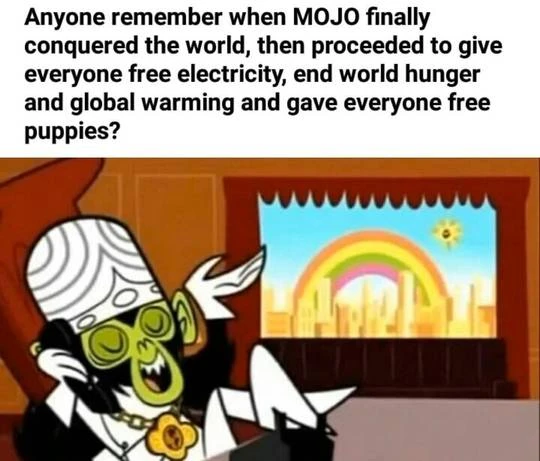 Anyone remember when MOJO finally
conquered the world, then proceeded to give
everyone free electricity, end world hunger
and global warming and gave everyone free
puppies?